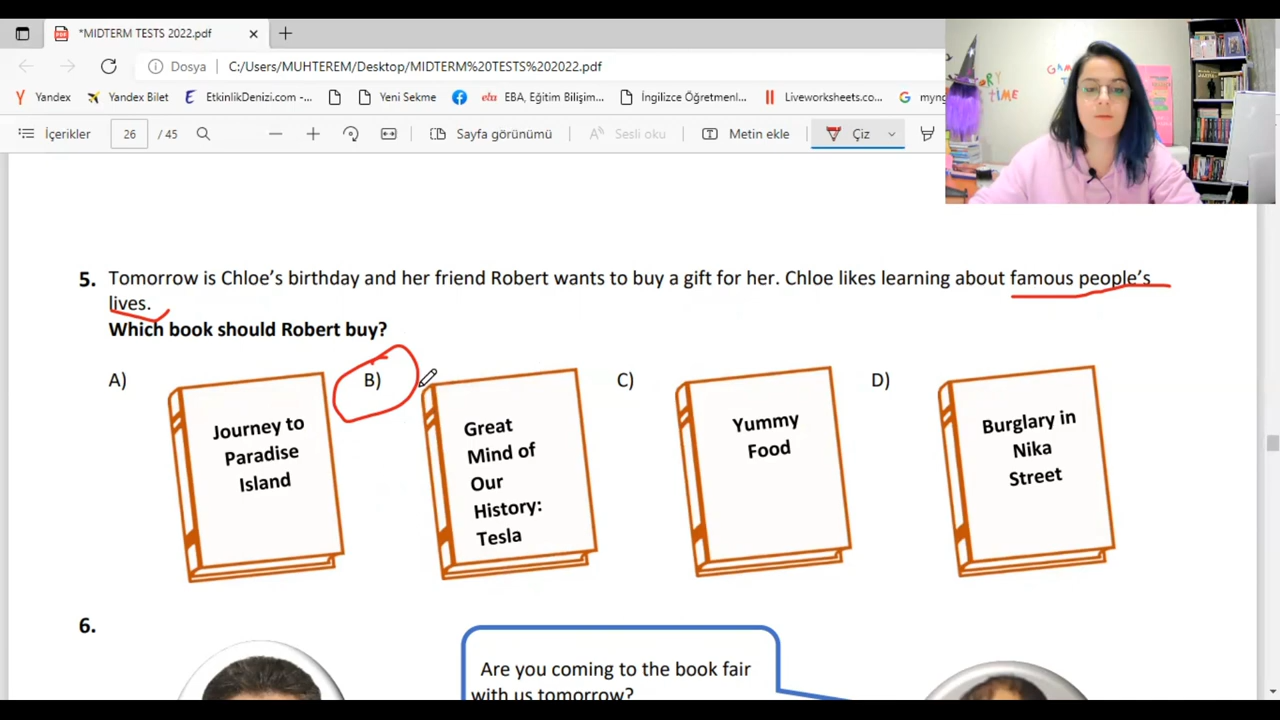 *MIDTERM TESTS 2022.pdf
Dosya
C:/Users/MUHTEREM/Desktop/MIDTERM%20TESTS%202022.pdf
Yandex
Yandex Bilet
EtkinlikDenizi.com -...
Yeni Sekme
EBA, Eğitim Bilişim...
İngilizce Öğretmenl...
Liveworksheets.co...
myng
İçerikler
26 / 45
Sayfa görünümü
Sesli oku
Metin ekle
Çiz
5. Tomorrow is Chloe's birthday and her friend Robert wants to buy a gift for her. Chloe likes learning about famous people's
lives.
Which book should Robert buy?
A)
Journey to
Paradise
Island
B)
Great
Mind of
Our
History:
Tesla
C)
Yummy
Food
D)
Burglary in
Nika
Street
6.
Are you coming to the book fair
with us tomorrow?